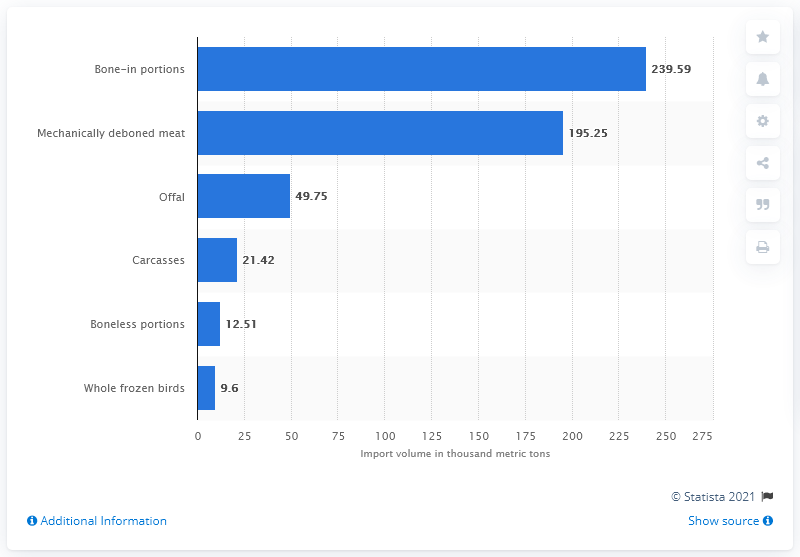 Bone-in portions 239.59
Mechanically deboned meat 195.25
Offal 49.75
Carcasses 21.42
Boneless portions 12.51
Whole frozen birds 9.6
0 25 50 75 100 125 150 175 200 225 250 275
Import volume in thousand metric tons
© Statista 2021
Additional Information
Show source